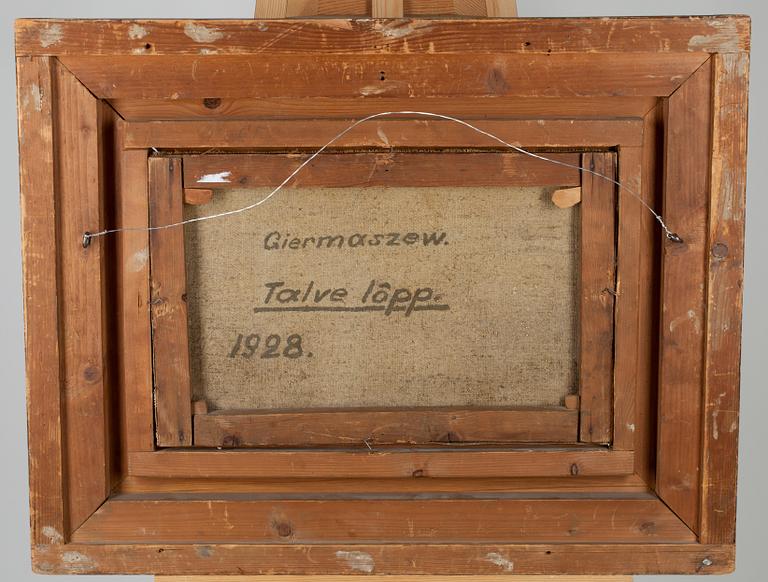 Giermaszew.
Talve lõpp.
1928.